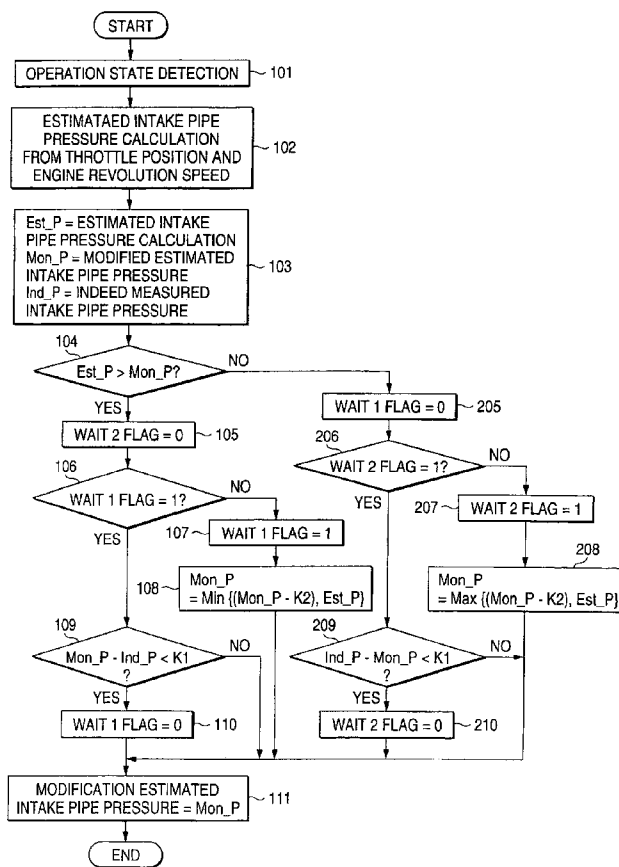 START
OPERATION STATE DETECTION
101
ESTIMATAED INTAKE PIPE
PRESSURE CALCULATION
FROM THROTTLE POSITION AND
ENGINE REVOLUTION SPEED
102
Est_P = ESTIMATED INTAKE
PIPE PRESSURE CALCULATION
Mon_P = MODIFIED ESTIMATED
INTAKE PIPE PRESSURE
Ind_P = INDEED MEASURED
INTAKE PIPE PRESSURE
103
104
Est_P > Mon_P?
NO
YES
WAIT 2 FLAG = 0
105
106
WAIT 1 FLAG = 1?
NO
YES
107
WAIT 1 FLAG = 1
108
Mon_P
= Min {(Mon_P - K2), Est_P}
109
Mon_P - Ind_P < K1
?
NO
YES
WAIT 1 FLAG = 0
110
WAIT 1 FLAG = 0
205
206
WAIT 2 FLAG = 1?
NO
YES
207
WAIT 2 FLAG = 1
208
Mon_P
= Max {(Mon_P - K2), Est_P}
209
Ind_P - Mon_P < K1
?
NO
YES
WAIT 2 FLAG = 0
210
MODIFICATION ESTIMATED
INTAKE PIPE PRESSURE = Mon_P
111
END